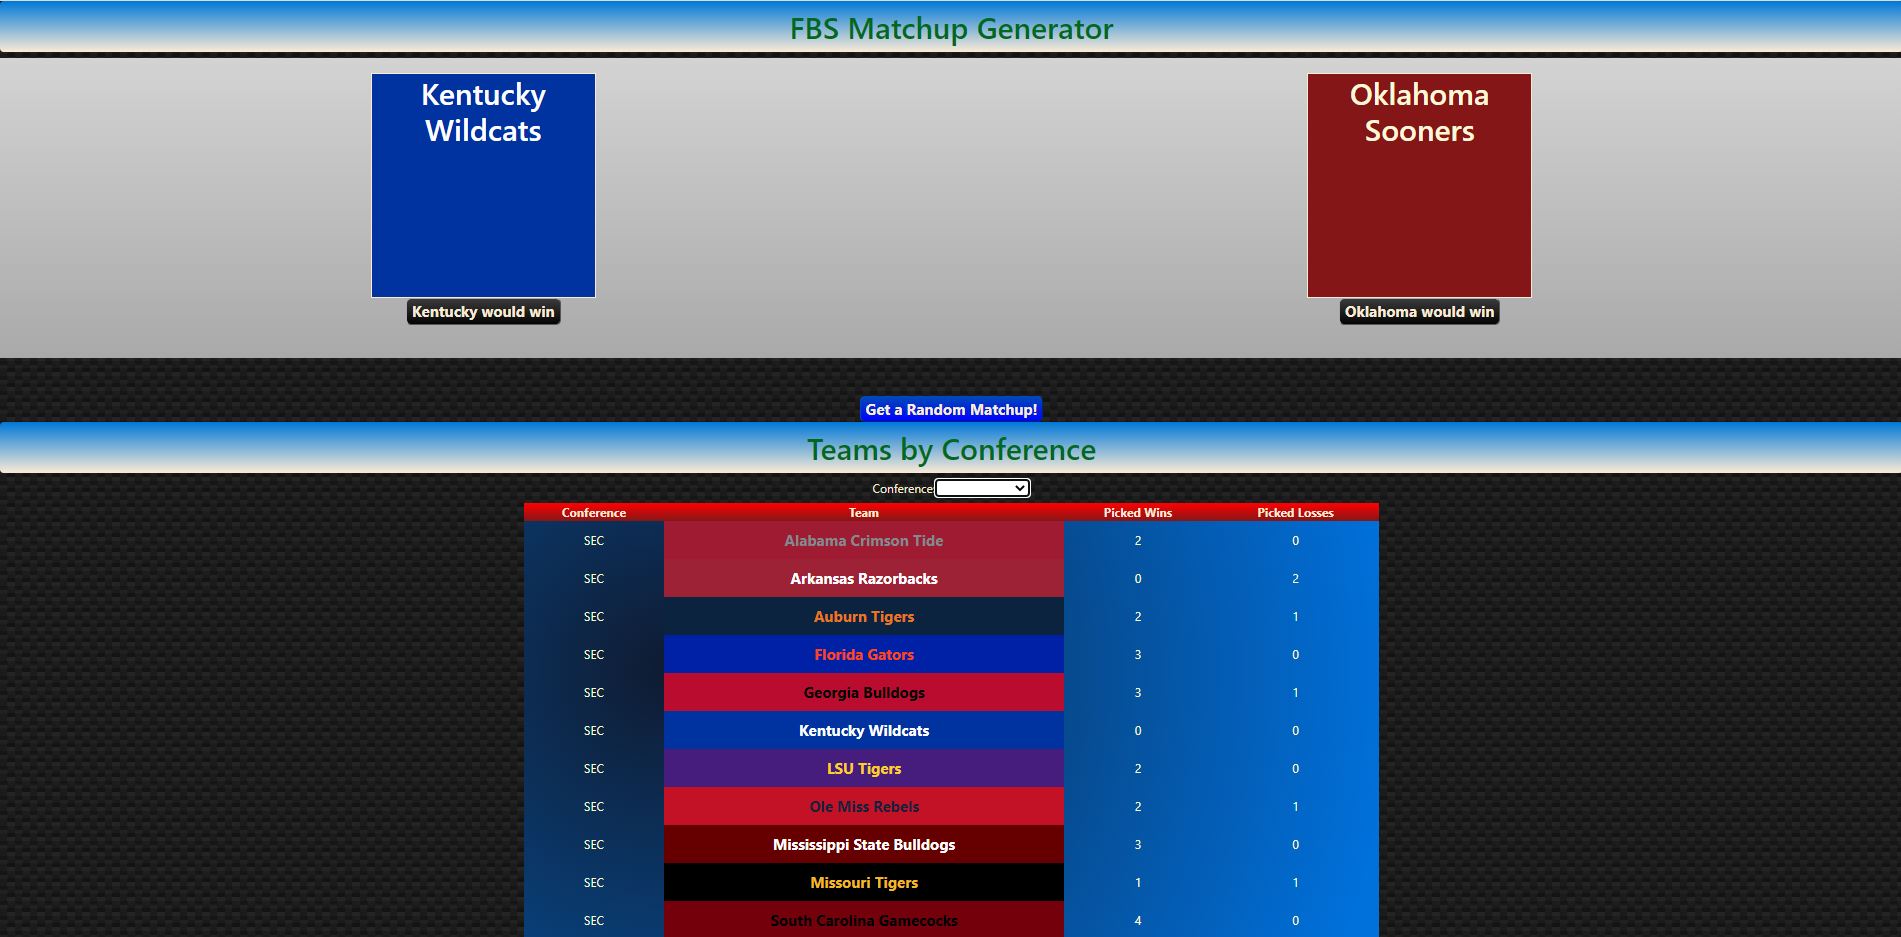 FBS Matchup Generator
Kentucky
Wildcats
Oklahoma
Sooners
Kentucky would win
Oklahoma would win
Get a Random Matchup!
Teams by Conference
Conference:
Conference Team Picked Wins Picked Losses
SEC Alabama Crimson Tide 2 0
SEC Arkansas Razorbacks 0 2
SEC Auburn Tigers 2 1
SEC Florida Gators 3 0
SEC Georgia Bulldogs 3 1
SEC Kentucky Wildcats 0 0
SEC LSU Tigers 2 0
SEC Ole Miss Rebels 2 1
SEC Mississippi State Bulldogs 3 0
SEC Missouri Tigers 1 1
SEC South Carolina Gamecocks 4 0